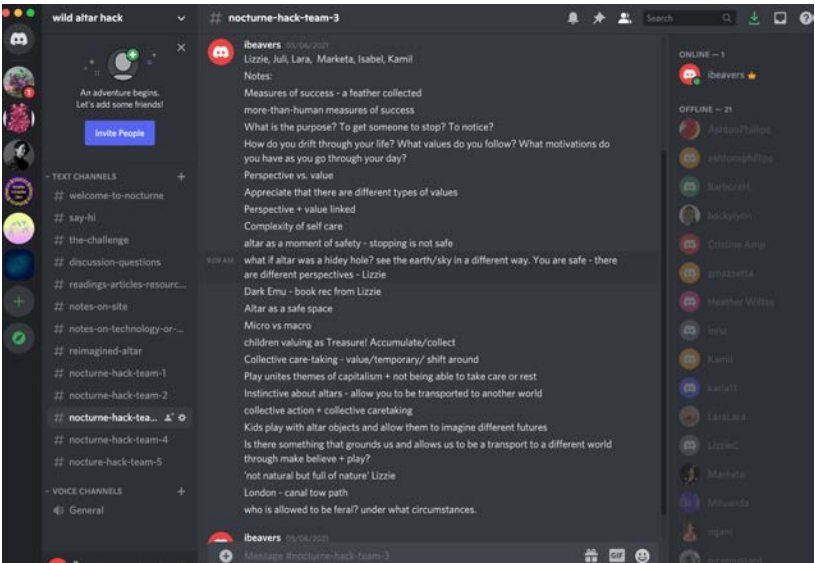 wild altar hack
An adventure begins.
Let's add some friends!
Invite People
TEXT CHANNELS
# welcome-to-nocturne
# say-hi
# the-challenge
# discussion-questions
# readings-articles-resourc...
# notes-on-site
# notes-on-technology-or-...
# reimagined-altar
# nocturne-hack-team-1
# nocturne-hack-team-2
# nocturne-hack-tea...
# nocturne-hack-team-4
# nocture-hack-team-5
VOICE CHANNELS
General
# nocturne-hack-team-3
Search
ibeavers 05/06/2021
Lizzie, Juli, Lara, Marketa, Isabel, Kamil
Notes:
Measures of success - a feather collected
more-than-human measures of success
What is the purpose? To get someone to stop? To notice?
How do you drift through your life? What values do you follow? What motivations do
you have as you go through your day?
Perspective vs. value
Appreciate that there are different types of values
Perspective + value linked
Complexity of self care
altar as a moment of safety - stopping is not safe
9:09 AM what if altar was a hidey hole? see the earth/sky in a different way. You are safe - there
are different perspectives - Lizzie
Dark Emu - book rec from Lizzie
Altar as a safe space
Micro vs macro
children valuing as Treasure! Accumulate/collect
Collective care-taking - value/temporary/ shift around
Play unites themes of capitalism + not being able to take care or rest
Instinctive about altars - allow you to be transported to another world
collective action + collective caretaking
Kids play with altar objects and allow them to imagine different futures
Is there something that grounds us and allows us to be a transport to a different world
through make believe + play?
'not natural but full of nature' Lizzie
London - canal tow path
who is allowed to be feral? under what circumstances.
ibeavers 05/06/2021
Message #nocturne-hack-team-3
GIF
ONLINE — 1
ibeavers
OFFLINE — 21
AshtonPhillips
ashtonsphillips
BarbicanL
beckylyon
Cristine Amp
gmazzotta
Heather Willse
Kamil
karla11
LaraLara
LizzieC
Marketa
Miluanda
mjani